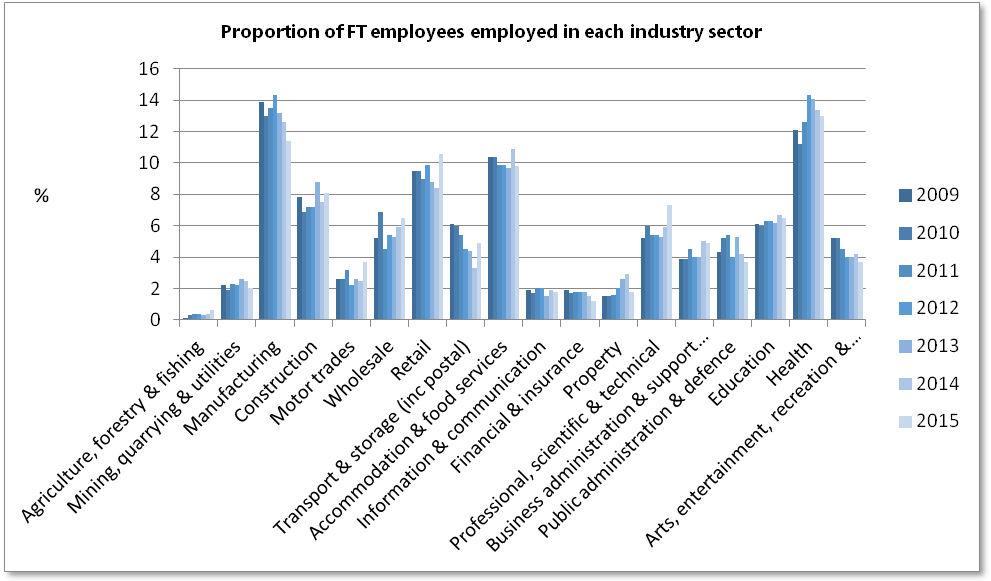 Proportion of FT employees employed in each industry sector
16
14
12
10
8
6
4
2
0
%
Agriculture, forestry & fishing
Mining, quarrying & utilities
Manufacturing
Construction
Motor trades
Wholesale
Retail
Transport & storage (inc postal)
Accommodation & food services
Information & communication
Financial & insurance
Property
Professional, scientific & technical
Business administration & support...
Public administration & defence
Education
Health
Arts, entertainment, recreation &...
2009
2010
2011
2012
2013
2014
2015